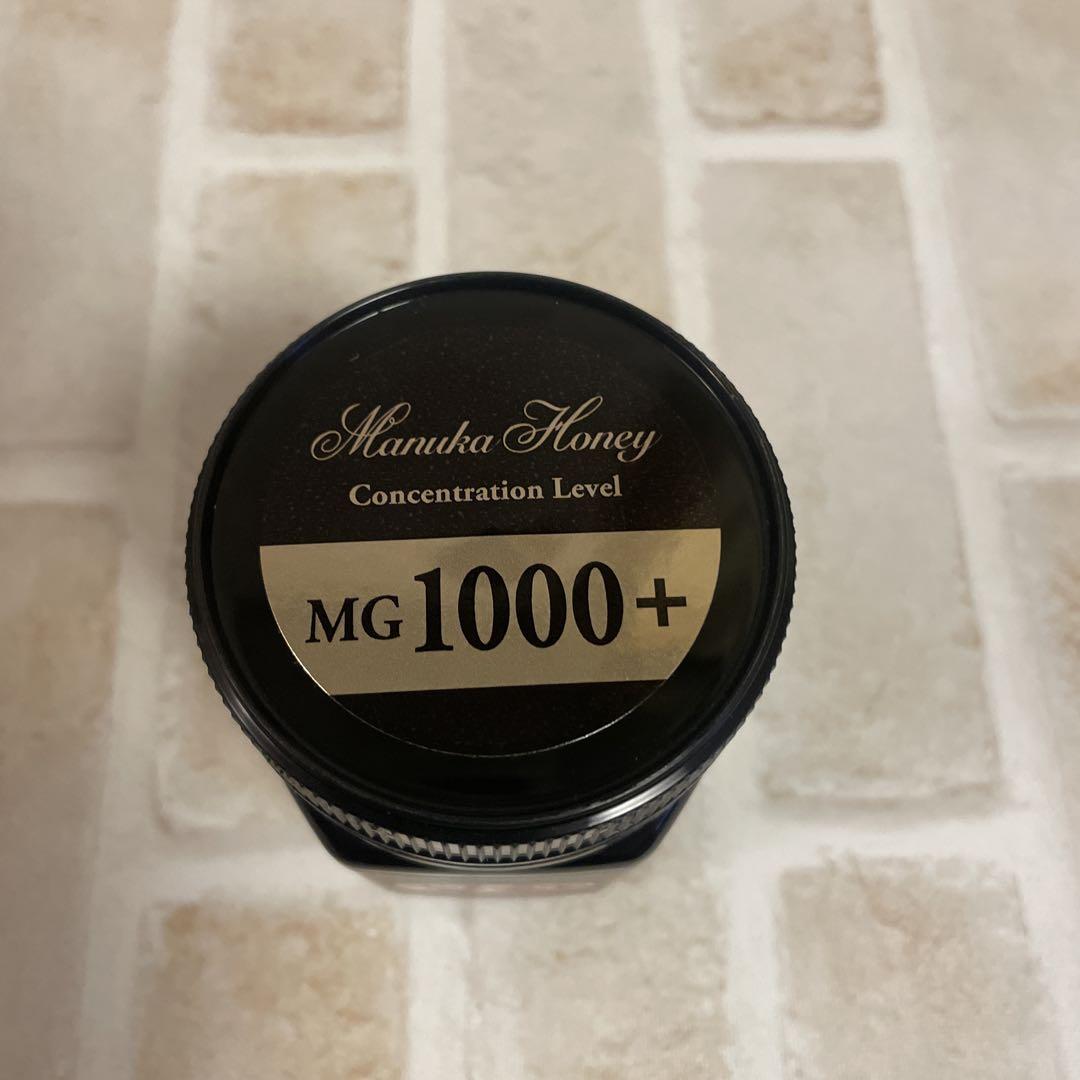 Manuka Honey
Concentration Level
MG 1000+